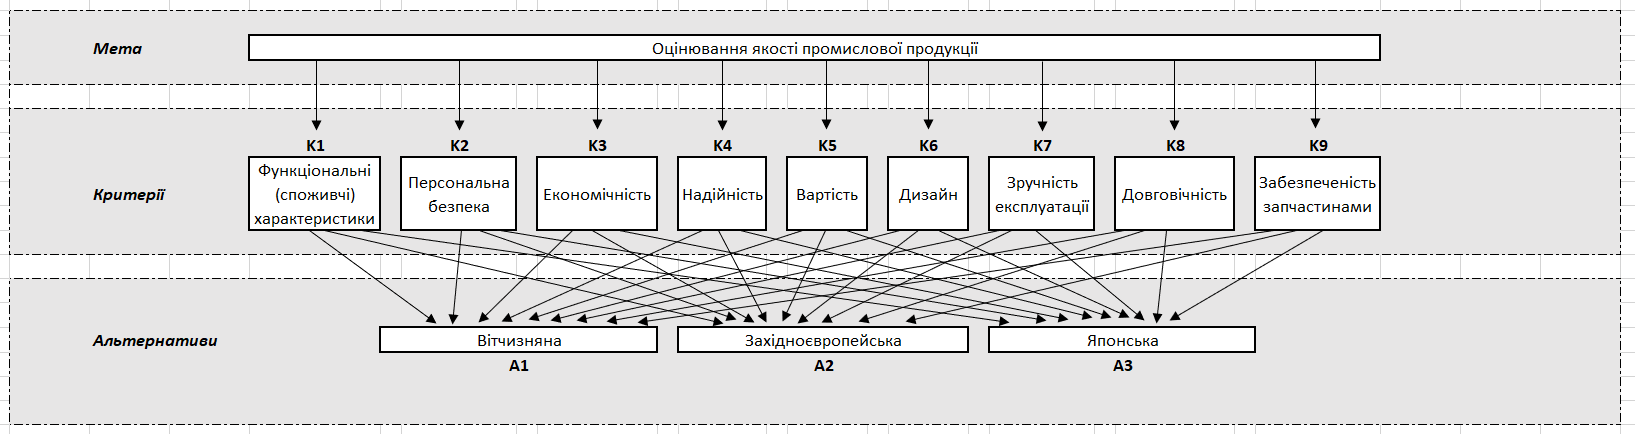 Мета
Оцінювання якості промислової продукції
К1
К2
К3
К4
К5
К6
К7
К8
К9
Критерії
Функціональні
(споживчі)
характеристики
Персональна
безпека
Економічність
Надійність
Вартість
Дизайн
Зручність
експлуатації
Довговічність
Забезпеченість
запчастинами
Альтернативи
Вітчизняна
Західноєвропейська
Японська
А1
А2
А3